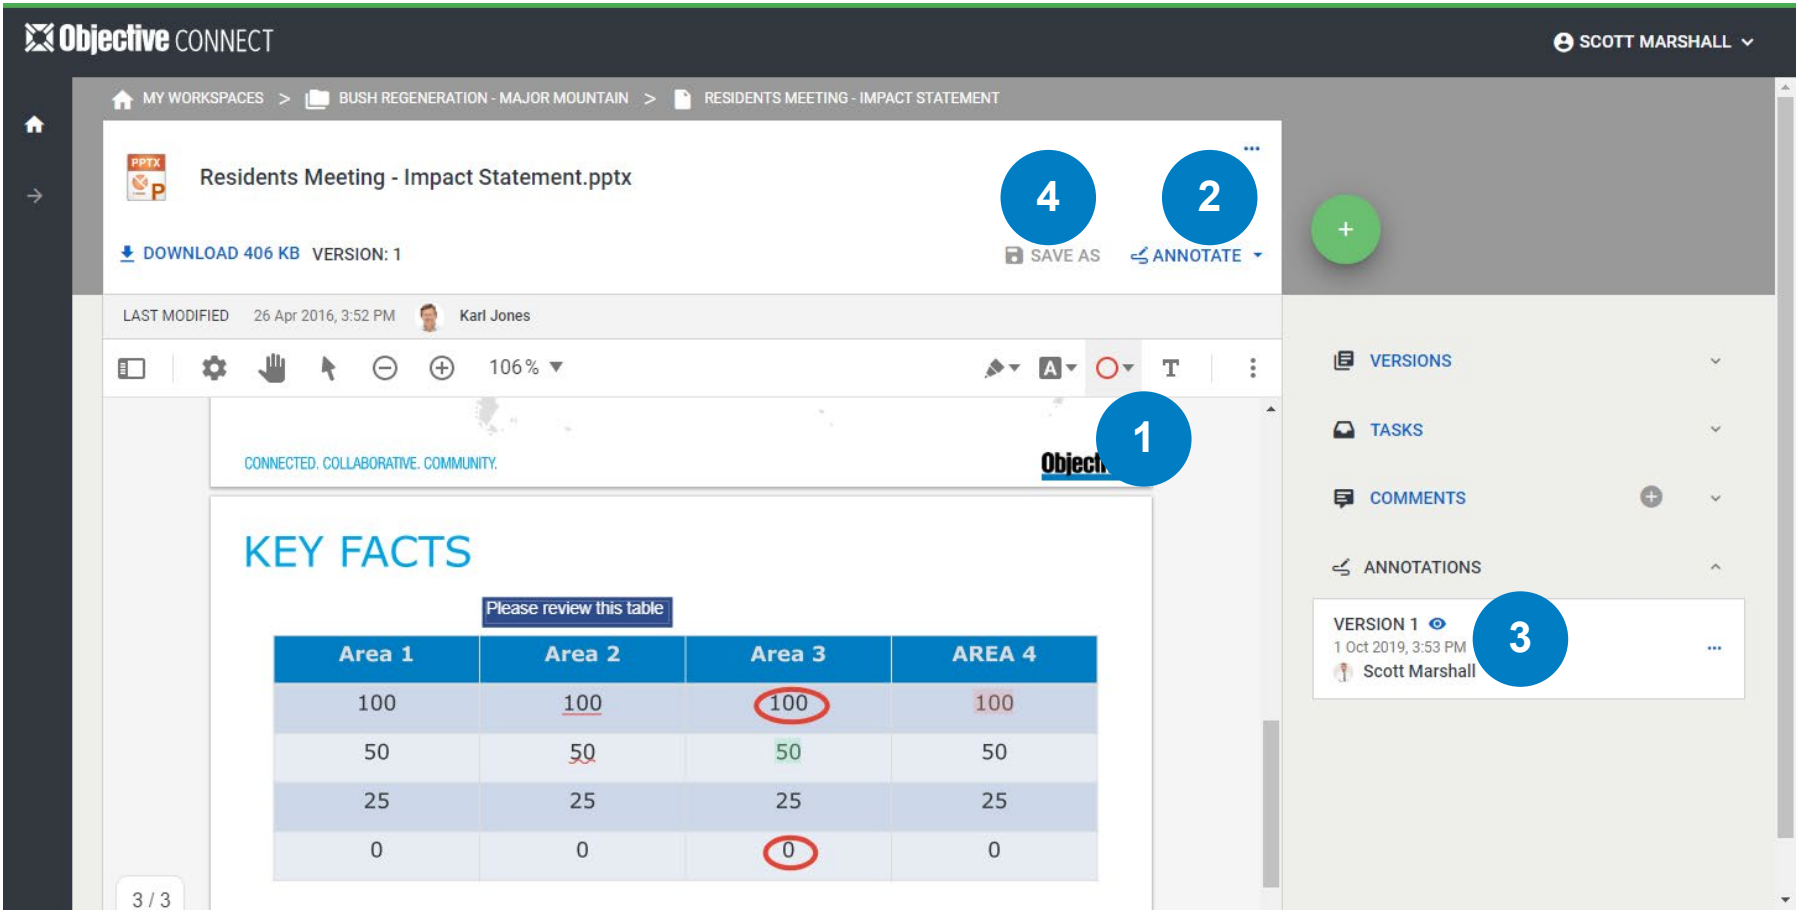 Objective CONNECT
SCOTT MARSHALL
MY WORKSPACES > BUSH REGENERATION - MAJOR MOUNTAIN > RESIDENTS MEETING - IMPACT STATEMENT
PPTX
P
Residents Meeting - Impact Statement.pptx
4
2
+
DOWNLOAD 406 KB VERSION: 1
SAVE AS
ANNOTATE
LAST MODIFIED 26 Apr 2016, 3:52 PM Karl Jones
106%
A
T
1
CONNECTED. COLLABORATIVE. COMMUNITY.
Objecti
KEY FACTS
Please review this table
Area 1 Area 2 Area 3 AREA 4
100 100 100 100
50 50 50 50
25 25 25 25
0 0 0 0
3 / 3
VERSIONS
TASKS
COMMENTS
ANNOTATIONS
VERSION 1
1 Oct 2019, 3:53 PM
Scott Marshall
3